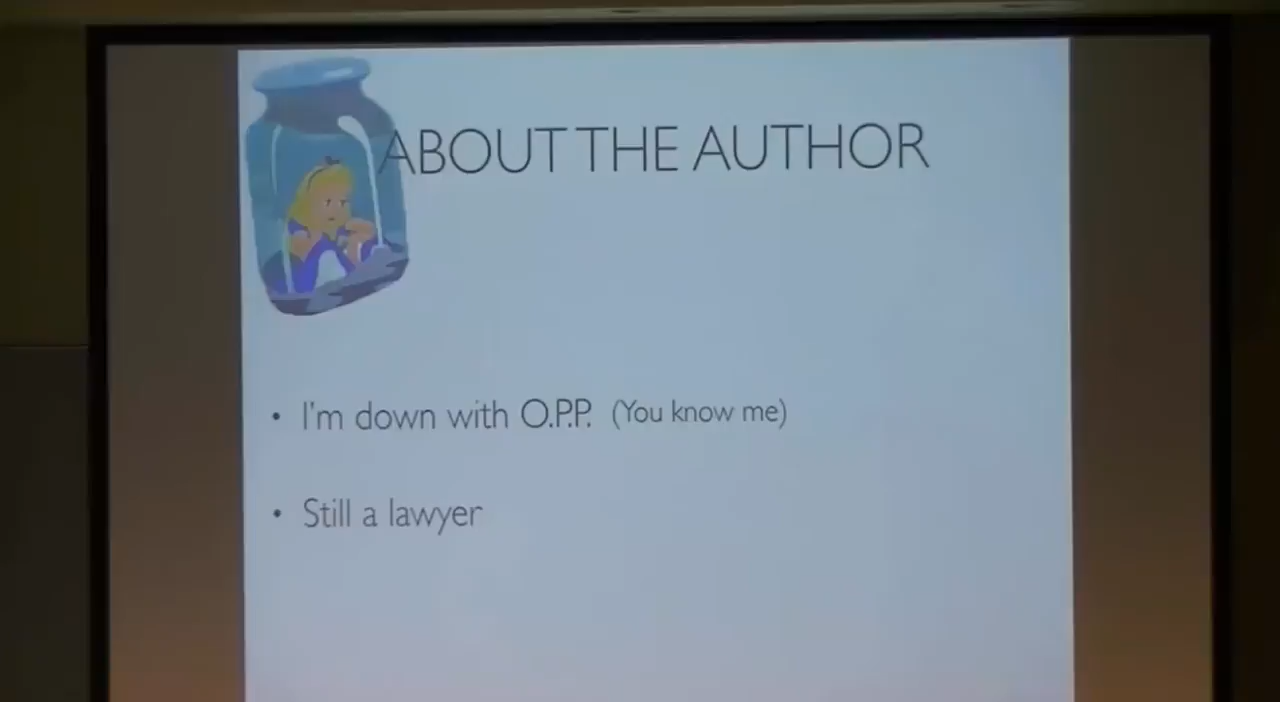 ABOUT THE AUTHOR
• I'm down with O.P.P. (You know me)
• Still a lawyer